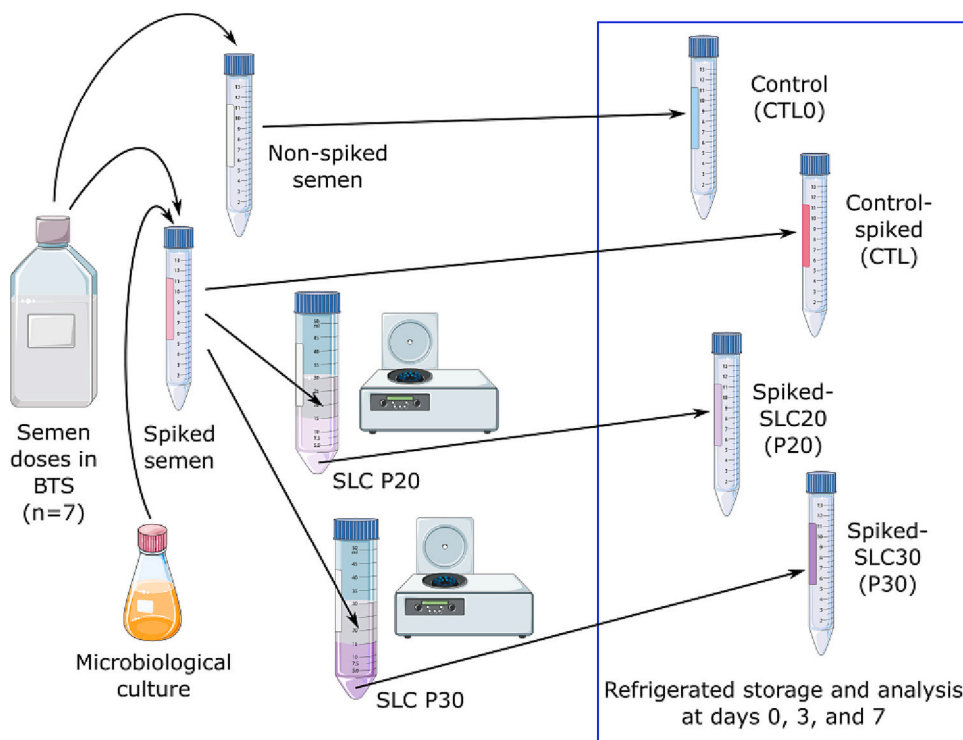 Non-spiked
semen
Control
(CTL0)
Control-
spiked
(CTL)
Semen
doses in
BTS
(n=7)
Spiked
semen
SLC P20
Spiked-
SLC20
(P20)
Microbiological
culture
SLC P30
Spiked-
SLC30
(P30)
Refrigerated storage and analysis
at days 0, 3, and 7